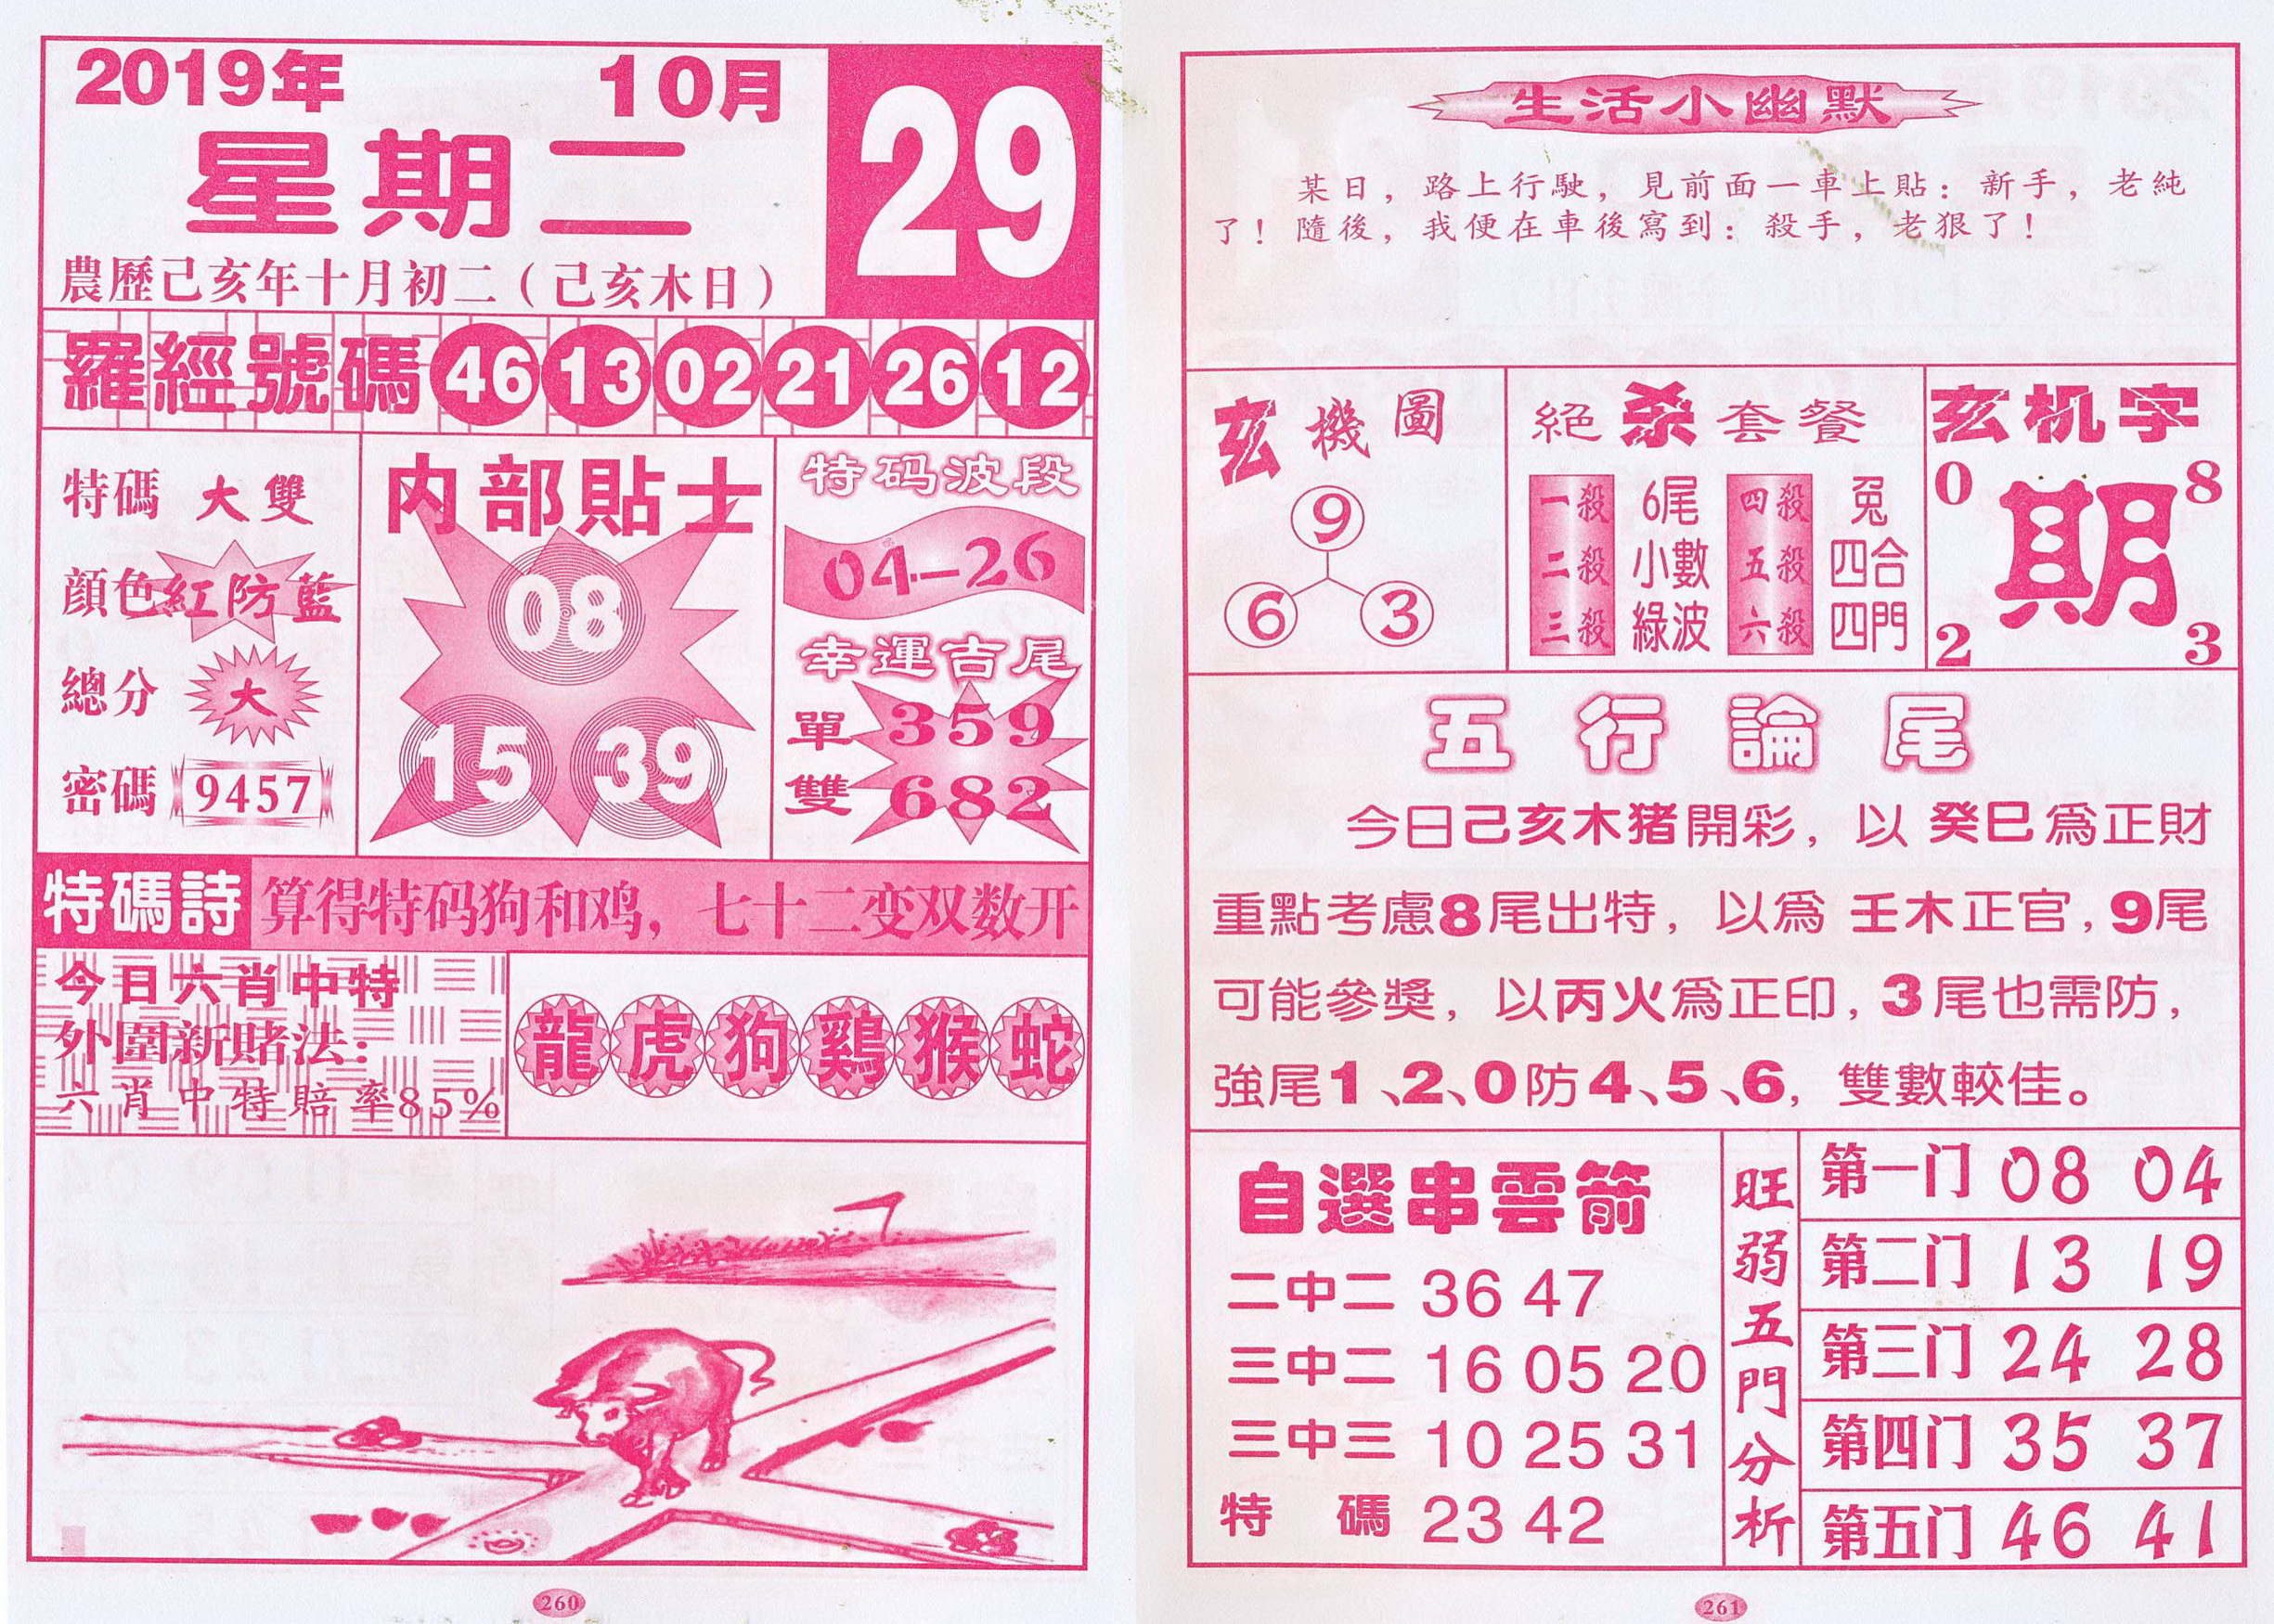 2019年 10月
29
星期二
農歷己亥年十月初二(己亥木日)
羅經號碼 46 13 02 21 26 12
特碼 大雙
顔色 紅防藍
總分 大
密碼 9457
内部貼士
08
15 39
特码波段
04—26
幸運吉尾
單 359
雙 682
特碼詩 算得特码狗和鸡，七十二变双数开
今日六肖中特
外圍新賭法：
六肖中特賠率85%
龍 虎 狗 鷄 猴 蛇
260
生活小幽默
某日，路上行駛，見前面一車上貼：新手，老純
了！隨後，我便在車後寫到：殺手，老狠了！
玄機圖
9
6 3
絕杀套餐
一殺 6尾 四殺 兔
二殺 小數 五殺 四合
三殺 綠波 六殺 四門
玄机字
0 8
期
2 3
五行論尾
今日己亥木猪開彩，以 癸巳 爲正財
重點考慮8尾出特，以爲 壬木正官，9尾
可能參獎，以丙火爲正印，3尾也需防，
強尾1、2、0防4、5、6，雙數較佳。
自選串雲箭
二中二 36 47
三中二 16 05 20
三中三 10 25 31
特碼 23 42
旺弱五門分析
第一门 08 04
第二门 13 19
第三门 24 28
第四门 35 37
第五门 46 41
261